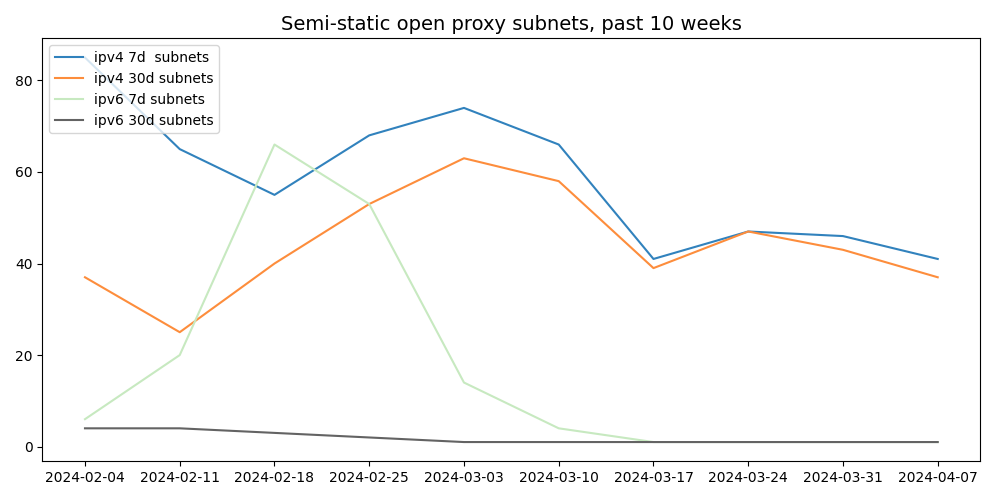 Semi-static open proxy subnets, past 10 weeks
ipv4 7d  subnets
ipv4 30d subnets
ipv6 7d subnets
ipv6 30d subnets
80
60
40
20
0
2024-02-04 2024-02-11 2024-02-18 2024-02-25 2024-03-03 2024-03-10 2024-03-17 2024-03-24 2024-03-31 2024-04-07